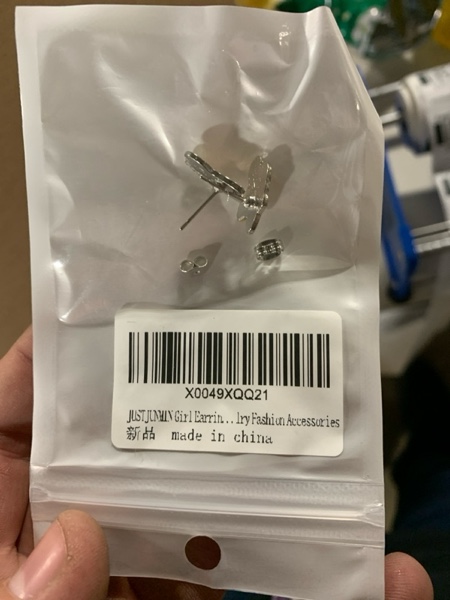 X0049XQQ21
JUSTJUNMIN Girl Earrin...lry Fashion Accessories
新品 made in china